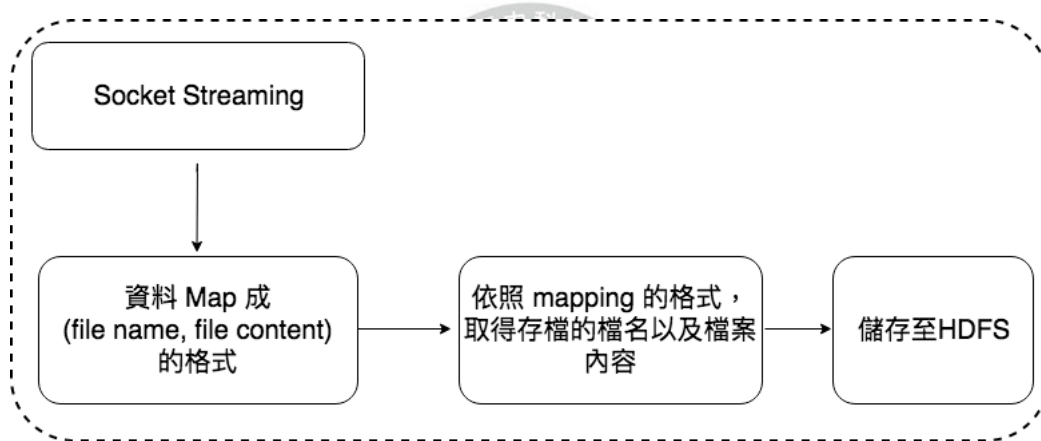 Socket Streaming
資料 Map 成
(file name, file content)
的格式
依照 mapping 的格式，
取得存檔的檔名以及檔案
內容
儲存至HDFS